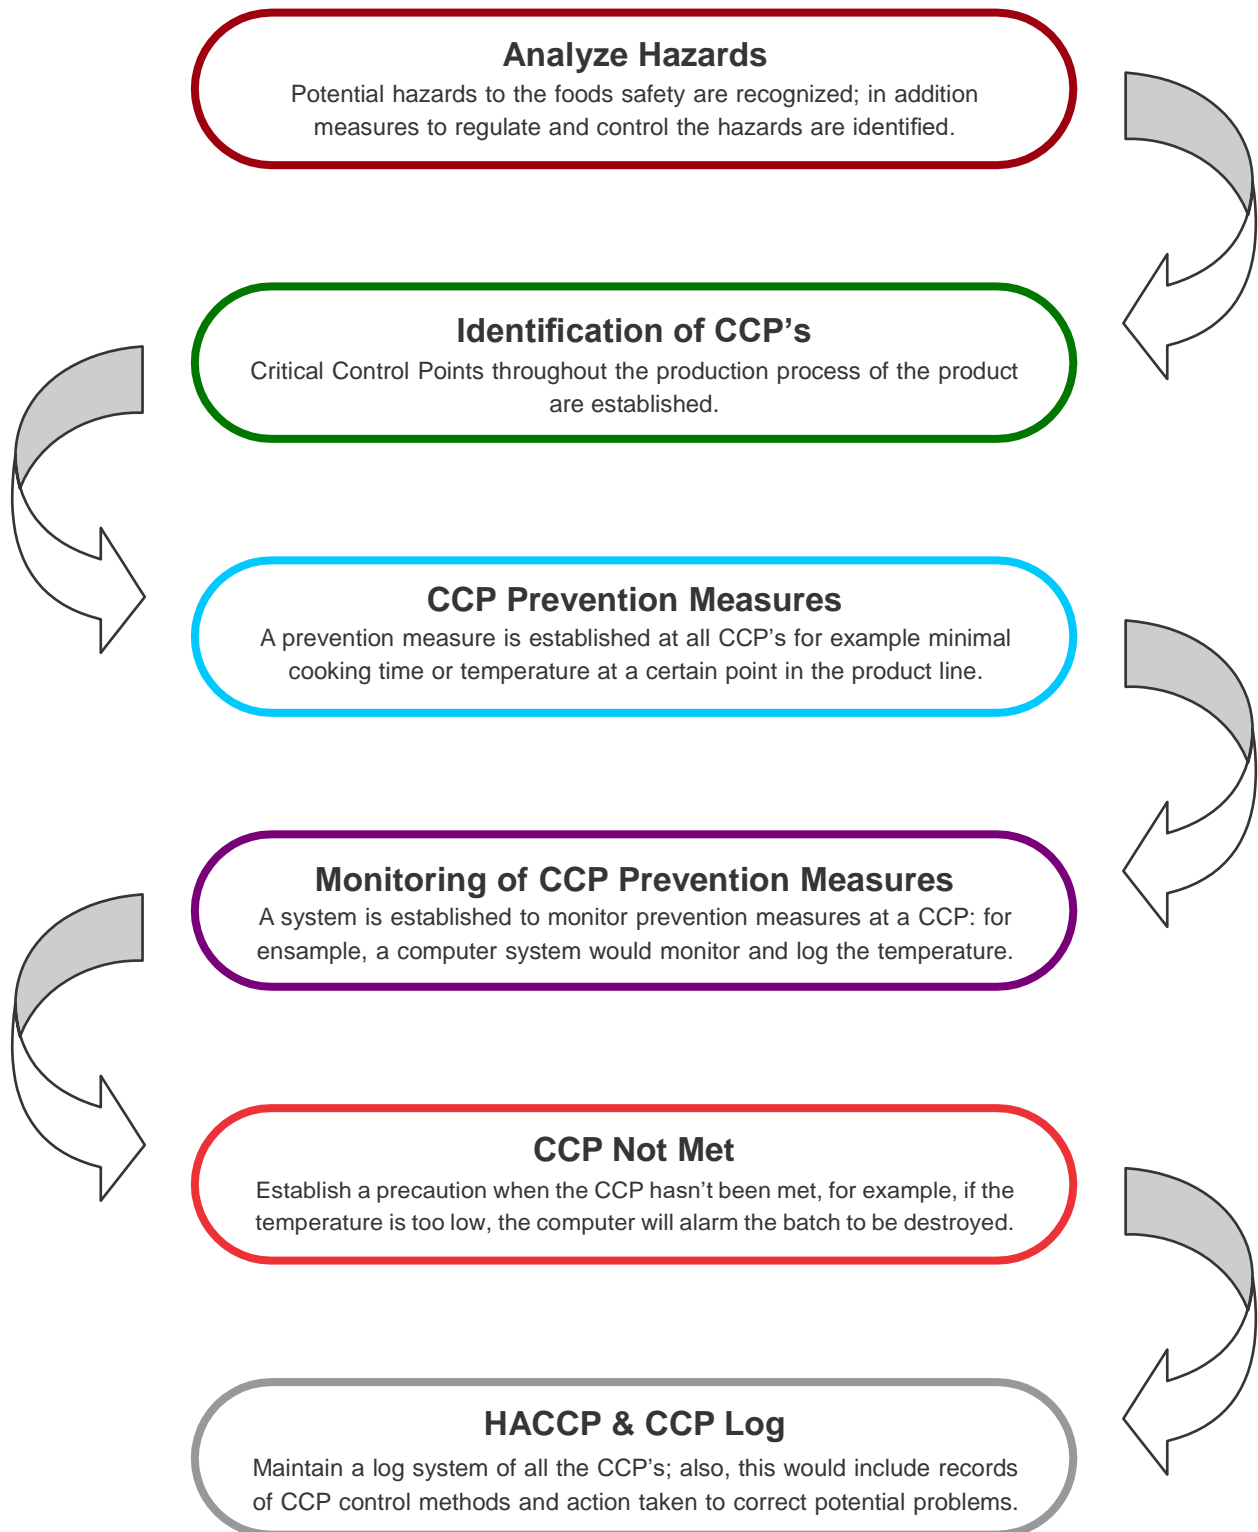 Analyze Hazards
Potential hazards to the foods safety are recognized; in addition
measures to regulate and control the hazards are identified.
Identification of CCP’s
Critical Control Points throughout the production process of the product
are established.
CCP Prevention Measures
A prevention measure is established at all CCP’s for example minimal
cooking time or temperature at a certain point in the product line.
Monitoring of CCP Prevention Measures
A system is established to monitor prevention measures at a CCP: for
ensample, a computer system would monitor and log the temperature.
CCP Not Met
Establish a precaution when the CCP hasn’t been met, for example, if the
temperature is too low, the computer will alarm the batch to be destroyed.
HACCP & CCP Log
Maintain a log system of all the CCP’s; also, this would include records
of CCP control methods and action taken to correct potential problems.